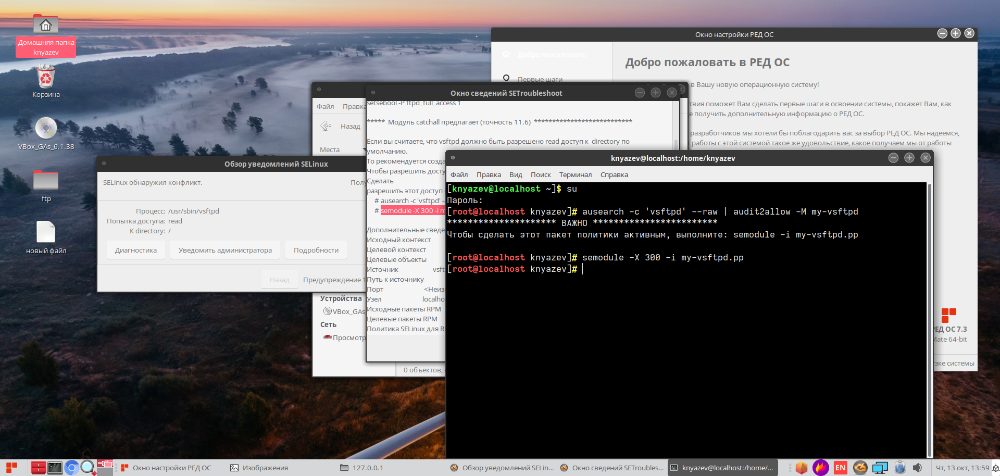 Домашняя папка
knyazev
Корзина
VBox_GAs_6.1.38
ftp
новый файл
Окно настройки РЕД ОС
Добро пожаловать
Первые шаги
Добро пожаловать в РЕД ОС
в Вашу новую операционную систему!
твия поможет Вам сделать первые шаги в освоении системы, покажет Вам, как
е получить дополнительную информацию о РЕД ОС.
разработчиков мы хотели бы поблагодарить вас за выбор РЕД ОС. Мы надеемся,
работы с этой системой такое же удовольствие, какое получаем мы от работы
РЕД ОС 7.3
Mate 64-bit
узке системы
Файл Правка
Назад
Места
Устройства
VBox_GAs
Сеть
Просмотр
0 объектов,
Окно сведений SETroubleshoot
setsebool -P ftpd_full_access 1
***** Модуль catchall предлагает (точность 11.6) ***************************
Если вы считаете, что vsftpd должно быть разрешено read доступ к directory по
умолчанию.
То рекомендуется созда
Чтобы разрешить досту
Сделать
разрешить этот доступ
# ausearch -c 'vsftpd' -
# semodule -X 300 -i m
Дополнительные сведе
Исходный контекст
Целевой контекст
Целевые объекты
Источник vsft
Путь к источнику
Порт <Неиз
Узел localho
Исходные пакеты RPM
Целевые пакеты RPM
Политика SELinux для R
Обзор уведомлений SELinux
SELinux обнаружил конфликт.
Полу
Процесс: /usr/sbin/vsftpd
Попытка доступа: read
К directory: /
Диагностика Уведомить администратора Подробности
Назад Предупреждение 1
knyazev@localhost:/home/knyazev
Файл Правка Вид Поиск Терминал Справка
[knyazev@localhost ~]$ su
Пароль:
[root@localhost knyazev]# ausearch -c 'vsftpd' --raw | audit2allow -M my-vsftpd
********************* ВАЖНО ************************
Чтобы сделать этот пакет политики активным, выполните: semodule -i my-vsftpd.pp
[root@localhost knyazev]# semodule -X 300 -i my-vsftpd.pp
[root@localhost knyazev]#
Окно настройки РЕД ОС Изображения 127.0.0.1 Обзор уведомлений SELin... Окно сведений SETroubles... knyazev@localhost:/home/... EN Чт, 13 окт, 13:59